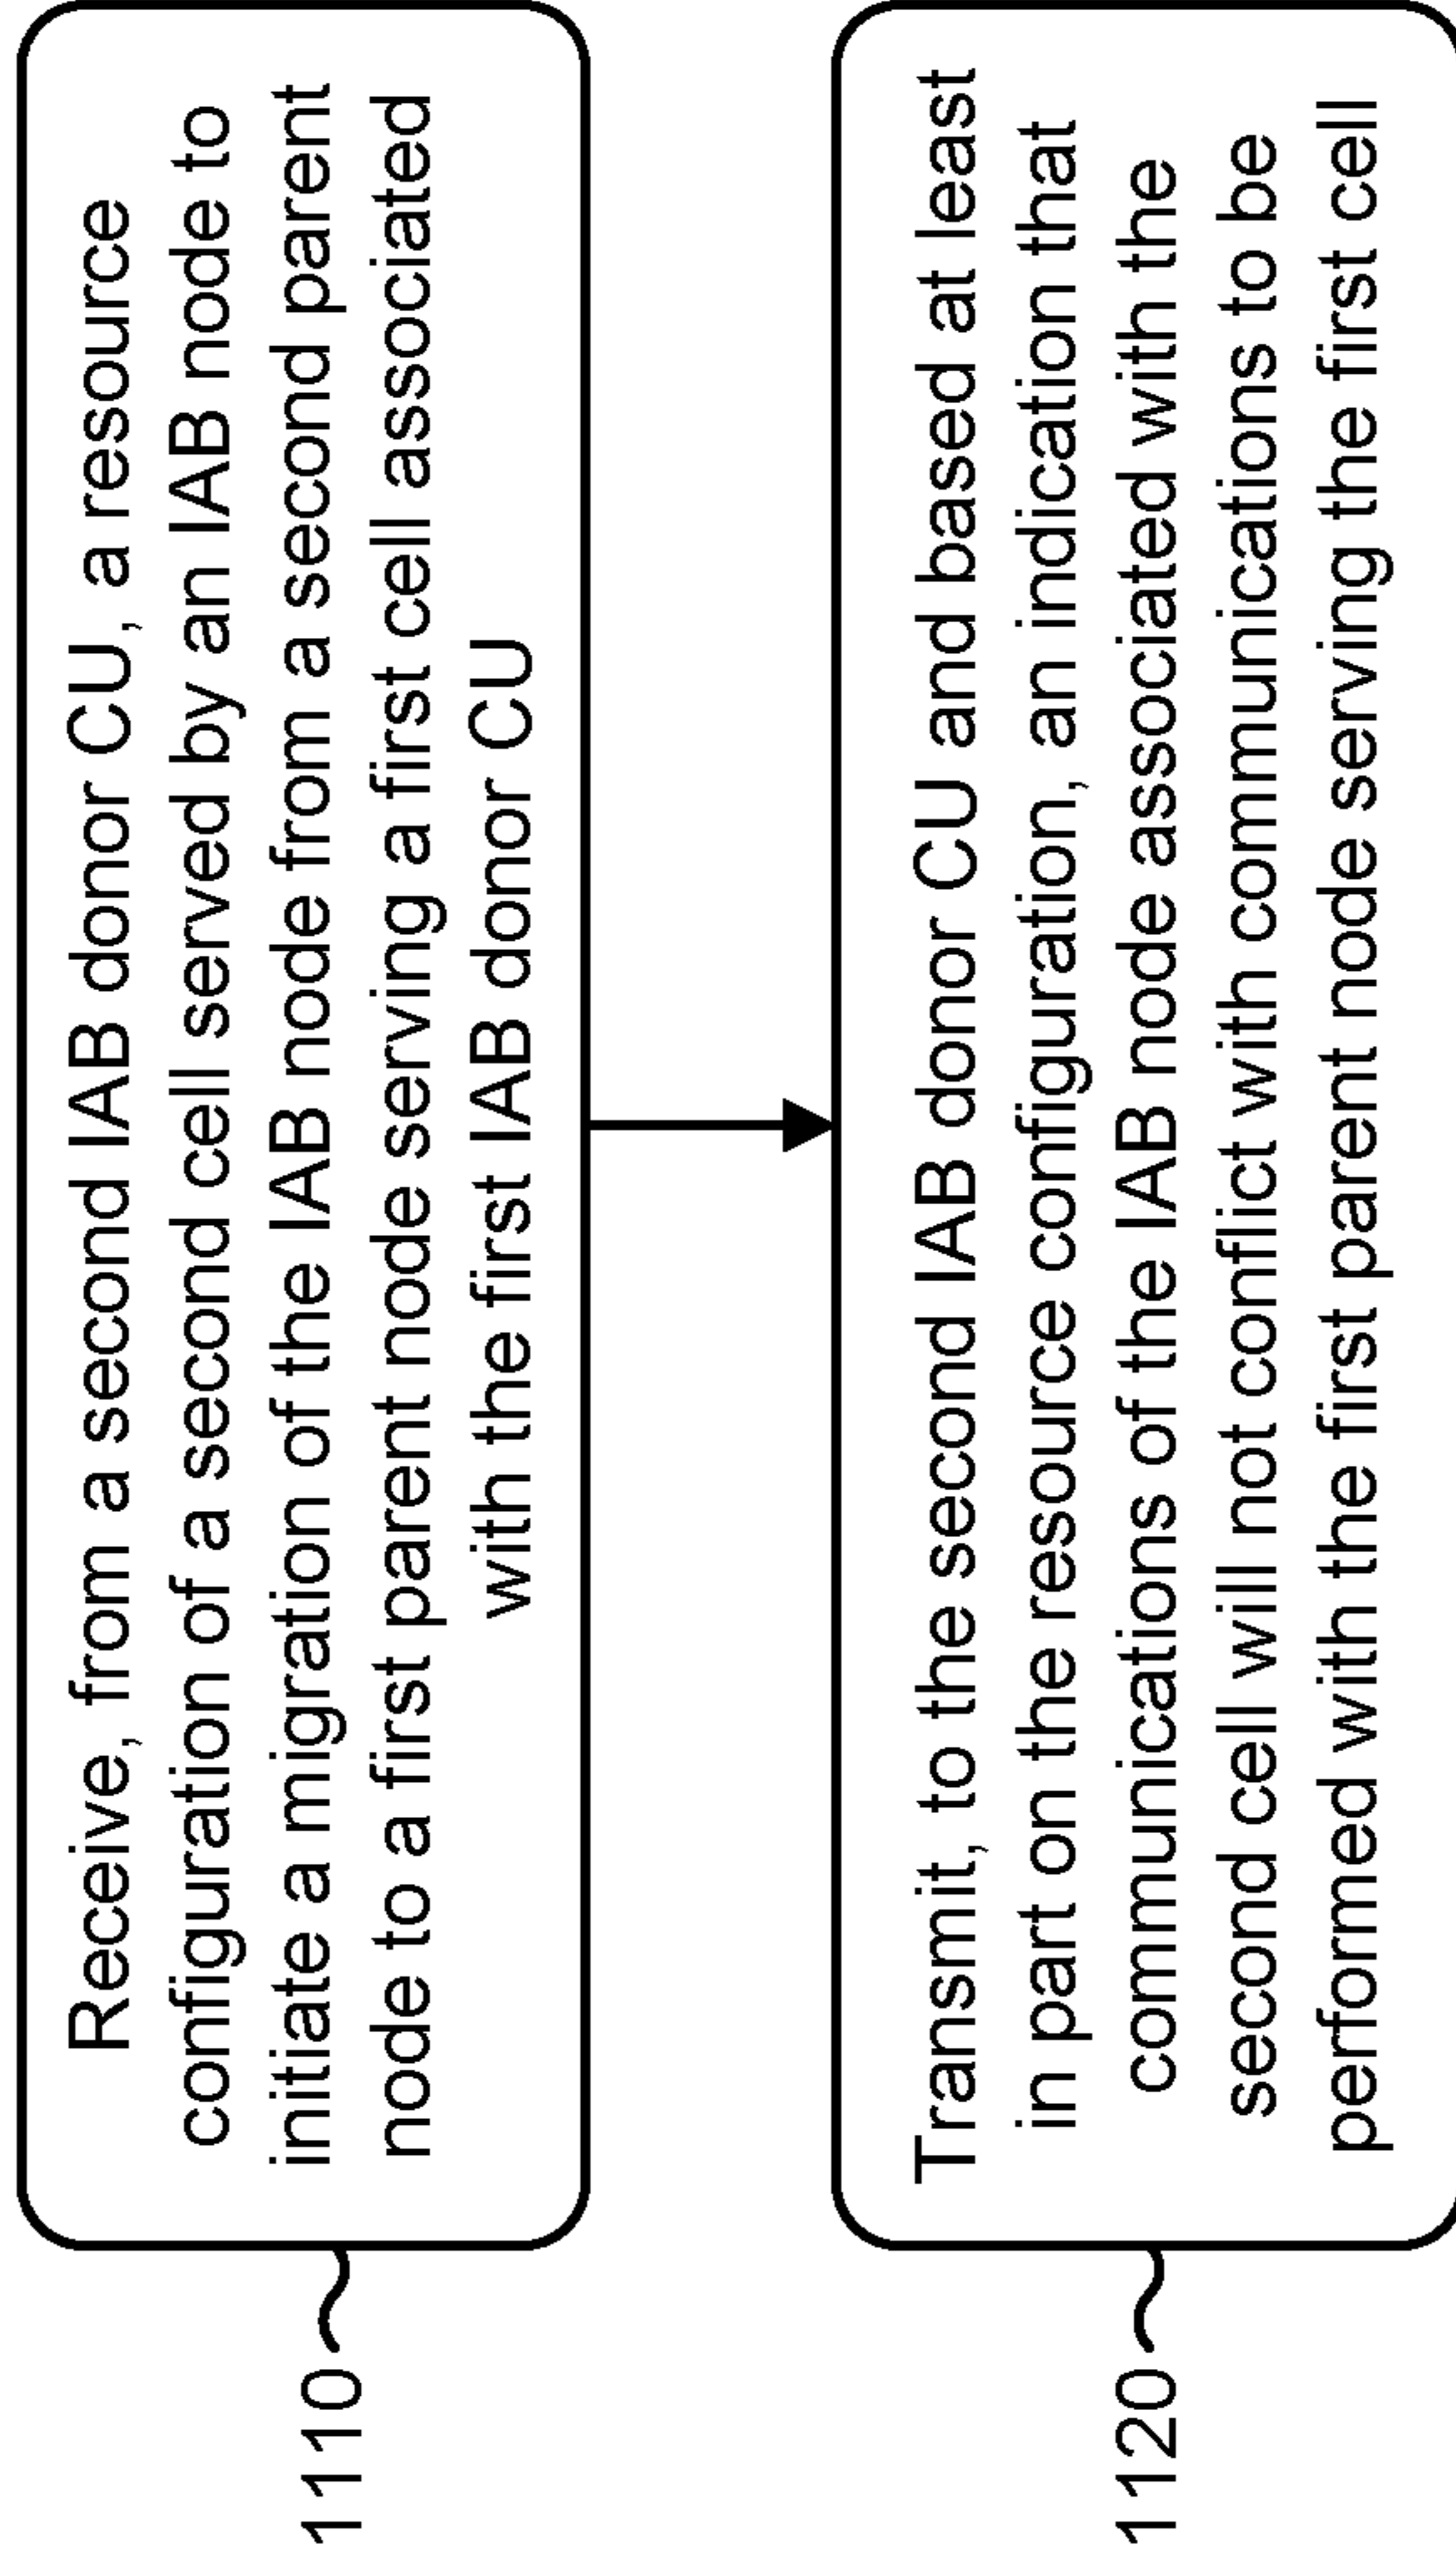 1110
Receive, from a second IAB donor CU, a resource
configuration of a second cell served by an IAB node to
initiate a migration of the IAB node from a second parent
node to a first parent node serving a first cell associated
with the first IAB donor CU
1120
Transmit, to the second IAB donor CU and based at least
in part on the resource configuration, an indication that
communications of the IAB node associated with the
second cell will not conflict with communications to be
performed with the first parent node serving the first cell